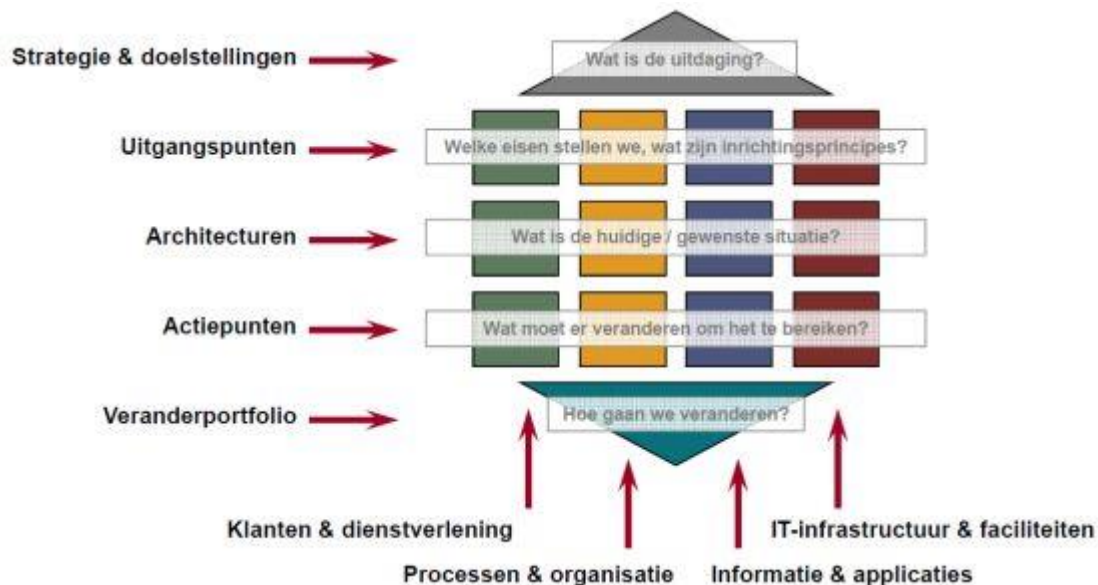 Strategie & doelstellingen
Wat is de uitdaging?
Uitgangspunten
Welke eisen stellen we, wat zijn inrichtingsprincipes?
Architecturen
Wat is de huidige / gewenste situatie?
Actiepunten
Wat moet er veranderen om het te bereiken?
Veranderportfolio
Hoe gaan we veranderen?
Klanten & dienstverlening
IT-infrastructuur & faciliteiten
Processen & organisatie
Informatie & applicaties